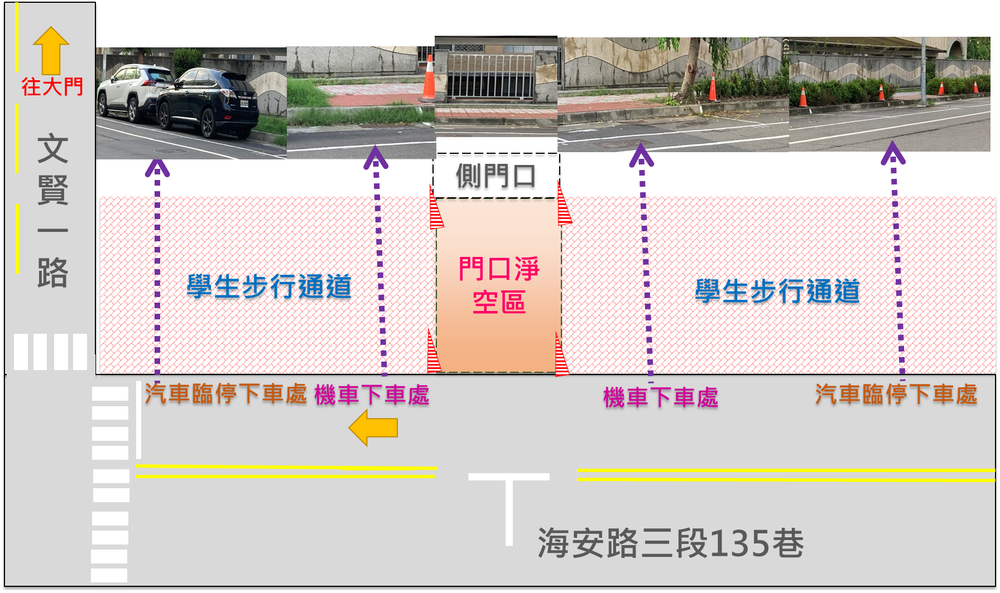 往大門
文
賢
一
路
側門口
門口淨
空區
學生步行通道
學生步行通道
汽車臨停下車處
機車下車處
機車下車處
汽車臨停下車處
海安路三段135巷